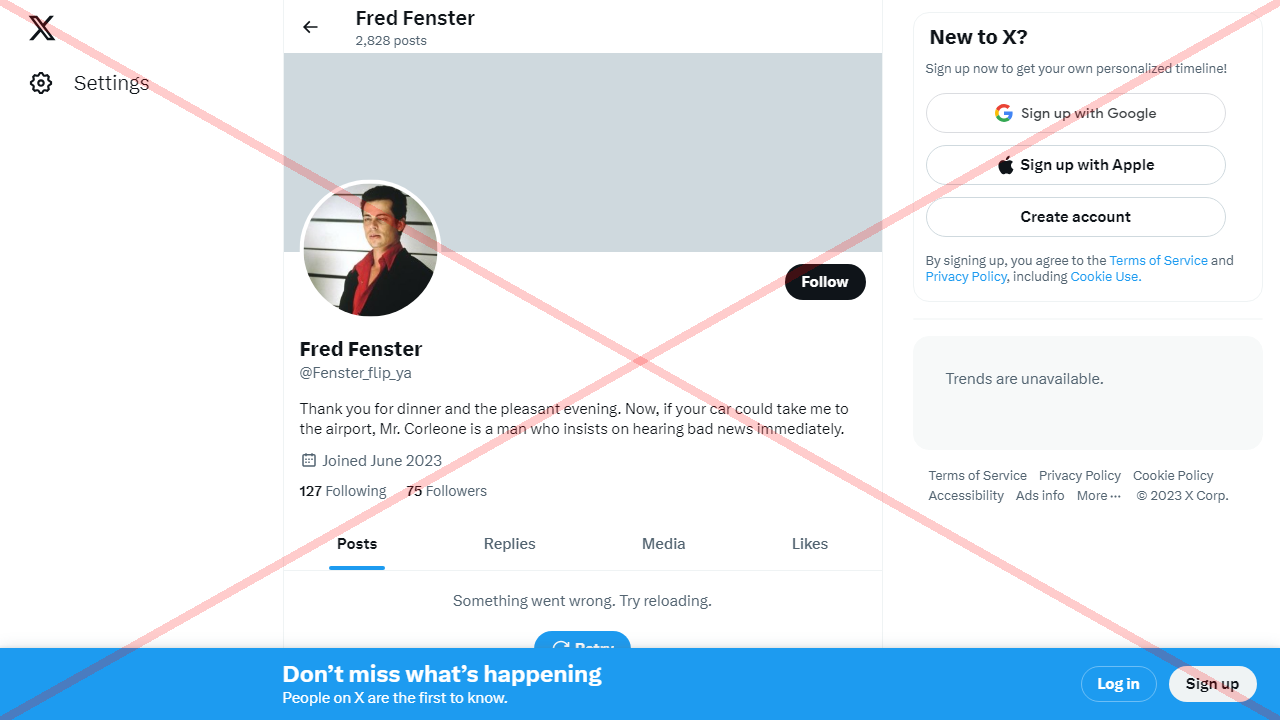 Fred Fenster
2,828 posts
Settings
Follow
Fred Fenster
@Fenster_flip_ya
Thank you for dinner and the pleasant evening. Now, if your car could take me to
the airport, Mr. Corleone is a man who insists on hearing bad news immediately.
Joined June 2023
127 Following 75 Followers
Posts Replies Media Likes
Something went wrong. Try reloading.
Retry
New to X?
Sign up now to get your own personalized timeline!
Sign up with Google
Sign up with Apple
Create account
By signing up, you agree to the Terms of Service and
Privacy Policy, including Cookie Use.
Trends are unavailable.
Terms of Service Privacy Policy Cookie Policy
Accessibility Ads info More ··· © 2023 X Corp.
Don’t miss what’s happening
People on X are the first to know.
Log in Sign up